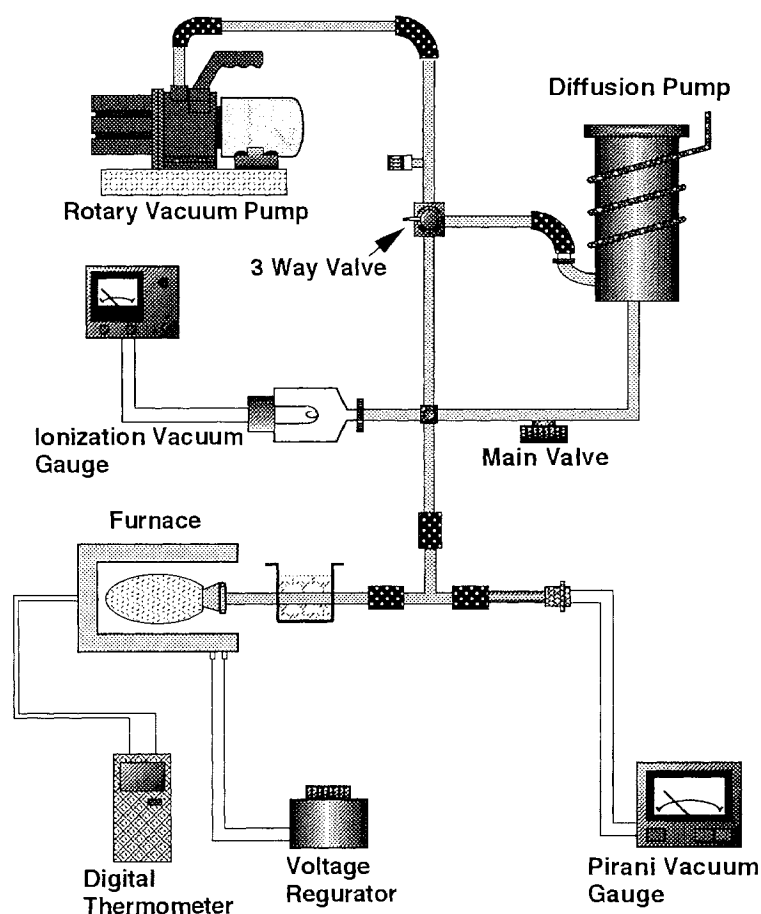 Diffusion Pump
Rotary Vacuum Pump
3 Way Valve
Ionization Vacuum
Gauge
Main Valve
Furnace
Digital
Thermometer
Voltage
Regurator
Pirani Vacuum
Gauge